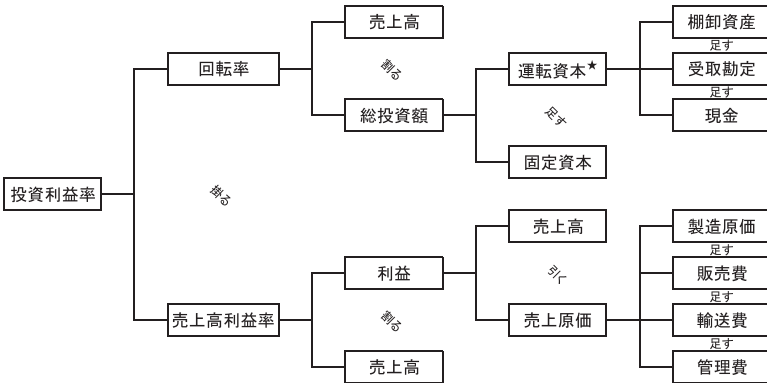 売上高
棚卸資産
足す
回転率
割る
運転資本★
受取勘定
足す
総投資額
足す
現金
固定資本
投資利益率
掛る
売上高
製造原価
足す
利益
引く
販売費
足す
売上高利益率
割る
売上原価
輸送費
足す
売上高
管理費